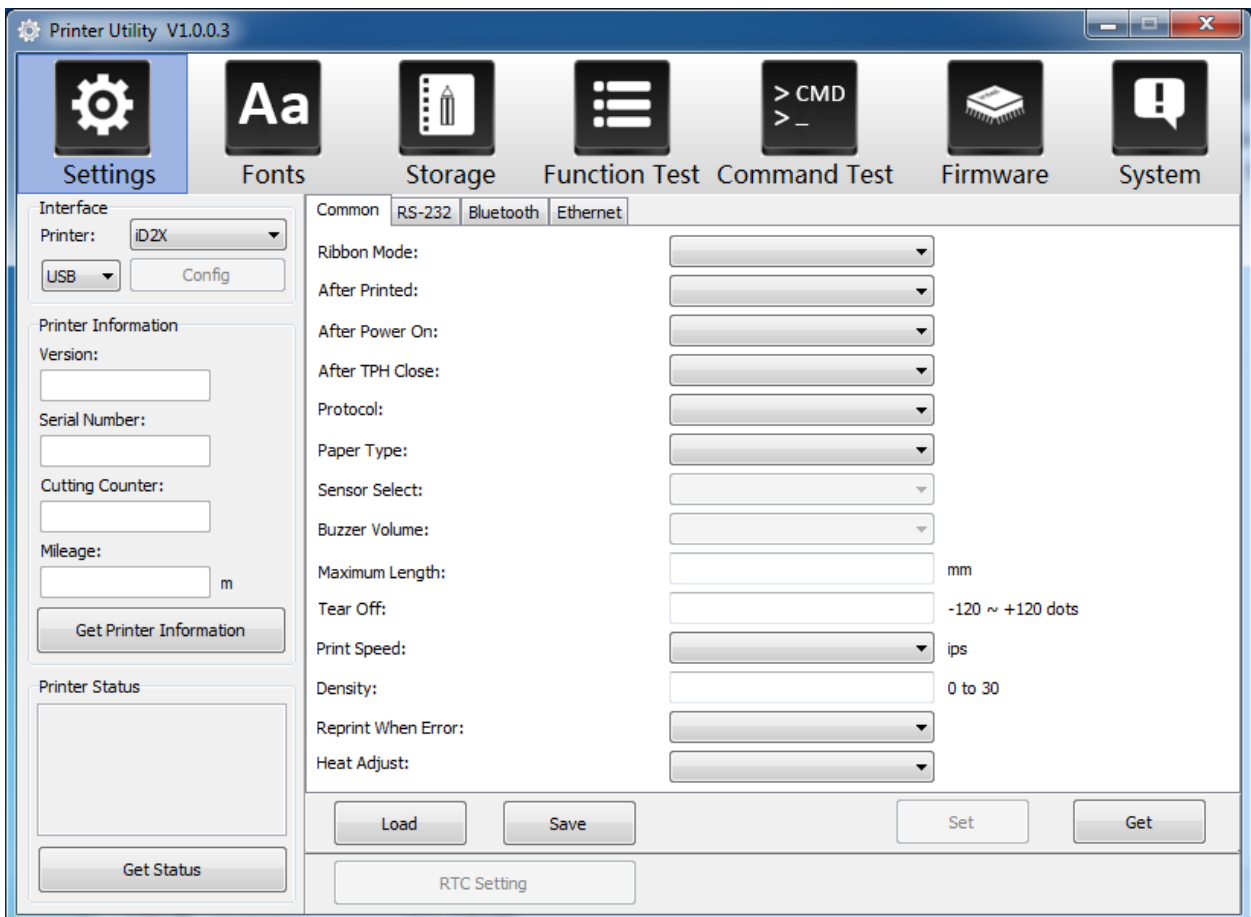 Printer Utility V1.0.0.3
Aa
> CMD
>_
Settings
Fonts
Storage
Function Test
Command Test
Firmware
System
Interface
Printer:
iD2X
USB
Config
Printer Information
Version:
Serial Number:
Cutting Counter:
Mileage:
m
Get Printer Information
Printer Status
Get Status
Common
RS-232
Bluetooth
Ethernet
Ribbon Mode:
After Printed:
After Power On:
After TPH Close:
Protocol:
Paper Type:
Sensor Select:
Buzzer Volume:
Maximum Length: mm
Tear Off: -120 ~ +120 dots
Print Speed: ips
Density: 0 to 30
Reprint When Error:
Heat Adjust:
Load
Save
Set
Get
RTC Setting